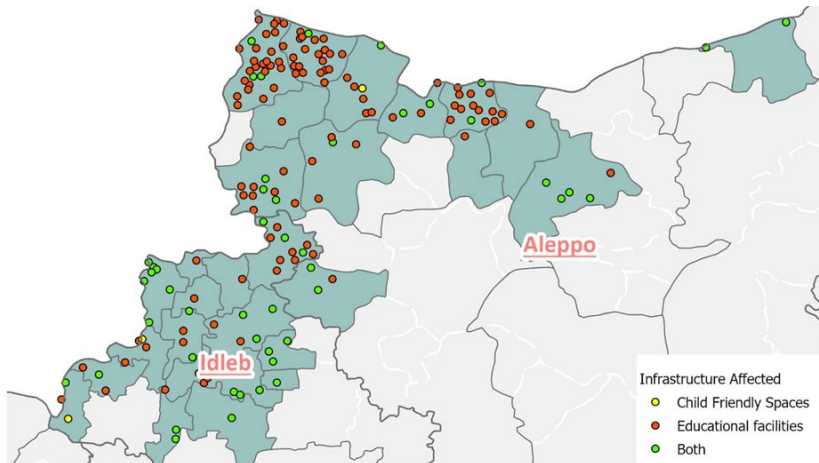 Aleppo
Idleb
Infrastructure Affected
Child Friendly Spaces
Educational facilities
Both